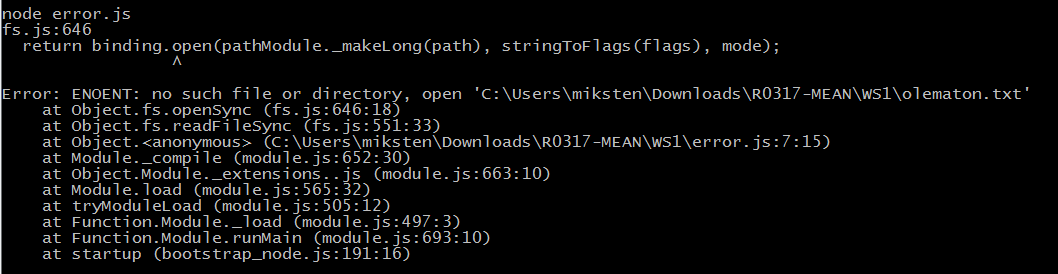 node error.js
fs.js:646
  return binding.open(pathModule._makeLong(path), stringToFlags(flags), mode);
                 ^
Error: ENOENT: no such file or directory, open 'C:\Users\miksten\Downloads\R0317-MEAN\WS1\olematon.txt'
    at Object.fs.openSync (fs.js:646:18)
    at Object.fs.readFileSync (fs.js:551:33)
    at Object.<anonymous> (C:\Users\miksten\Downloads\R0317-MEAN\WS1\error.js:7:15)
    at Module._compile (module.js:652:30)
    at Object.Module._extensions..js (module.js:663:10)
    at Module.load (module.js:565:32)
    at tryModuleLoad (module.js:505:12)
    at Function.Module._load (module.js:497:3)
    at Function.Module.runMain (module.js:693:10)
    at startup (bootstrap_node.js:191:16)